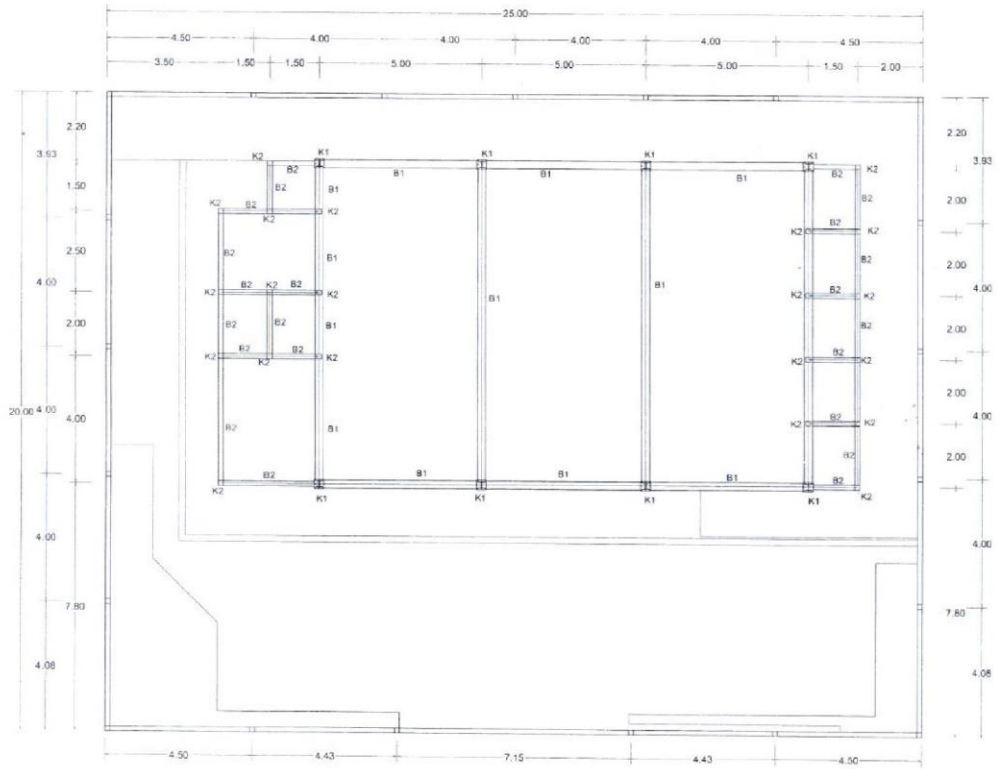 25.00
4.50 4.00 4.00 4.00 4.00 4.50
3.50 1.50 1.50 5.00 5.00 5.00 1.50 2.00
2.20 2.20
3.93 3.93
K2 K1 K1 K1 K1
B2 B1 B1 B1 B2 K2
1.50 B2 B1 B2 2.00
K2 B2 K2 K2
K2 B2 K2 K2
2.50 B2 B1 B2 2.00
4.00 4.00
K2 B2 K2 B2 K2 B1 B1 K2 B2 K2
2.00 B2 B2 B1 B2 2.00
K2 B2 K2 B2 K2 K2 B2 K2
2.00
20.00 4.00 4.00 4.00
K2 B2 K2
B2 B1 B2 2.00
B2 B1 B1 B1 B2
K2 K1 K1 K1 K1 K2
4.00 4.00
7.80 7.80
4.08 4.08
4.50 4.43 7.15 4.43 4.50